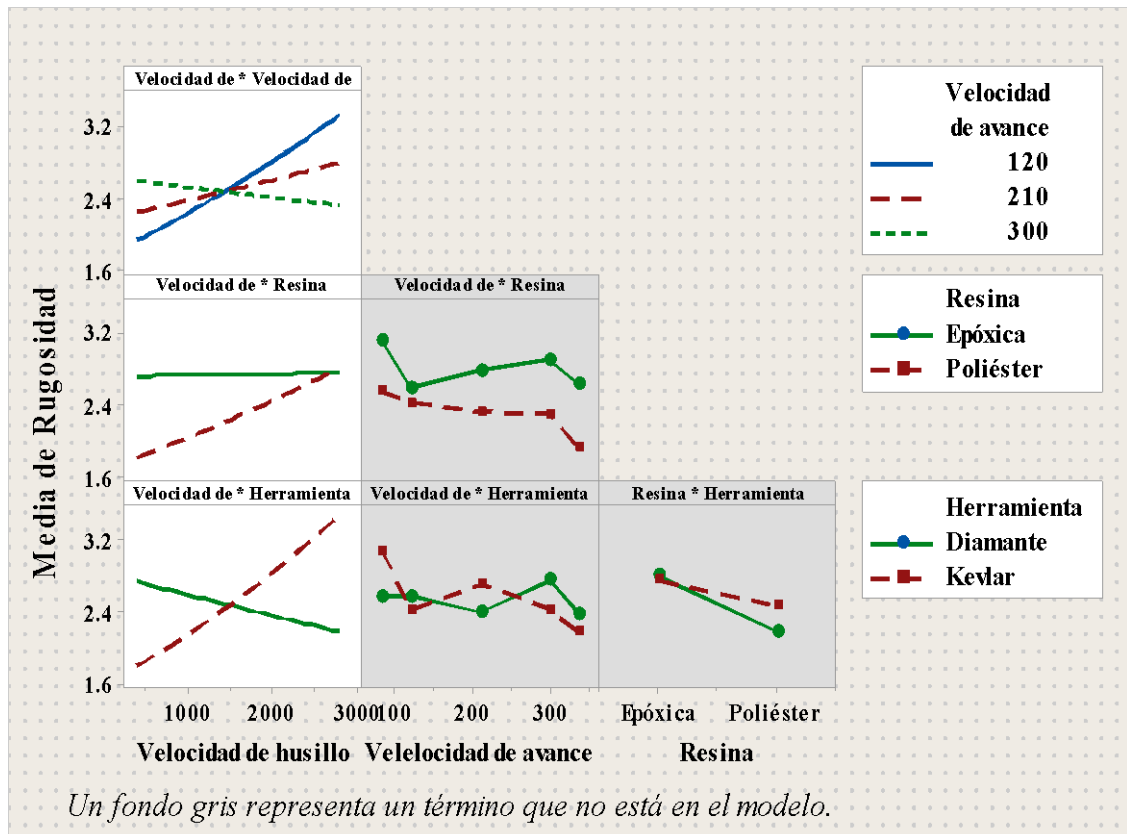 Velocidad de * Velocidad de
3.2
2.4
1.6
Velocidad
de avance
120
210
300
Velocidad de * Resina
Velocidad de * Resina
3.2
2.4
1.6
Resina
Epóxica
Poliéster
Media de Rugosidad
Velocidad de * Herramienta
Velocidad de * Herramienta
Resina * Herramienta
3.2
2.4
1.6
Herramienta
Diamante
Kevlar
1000
2000
3000
100
200
300
Epóxica
Poliéster
Velocidad de husillo
Velelocidad de avance
Resina
Un fondo gris representa un término que no está en el modelo.